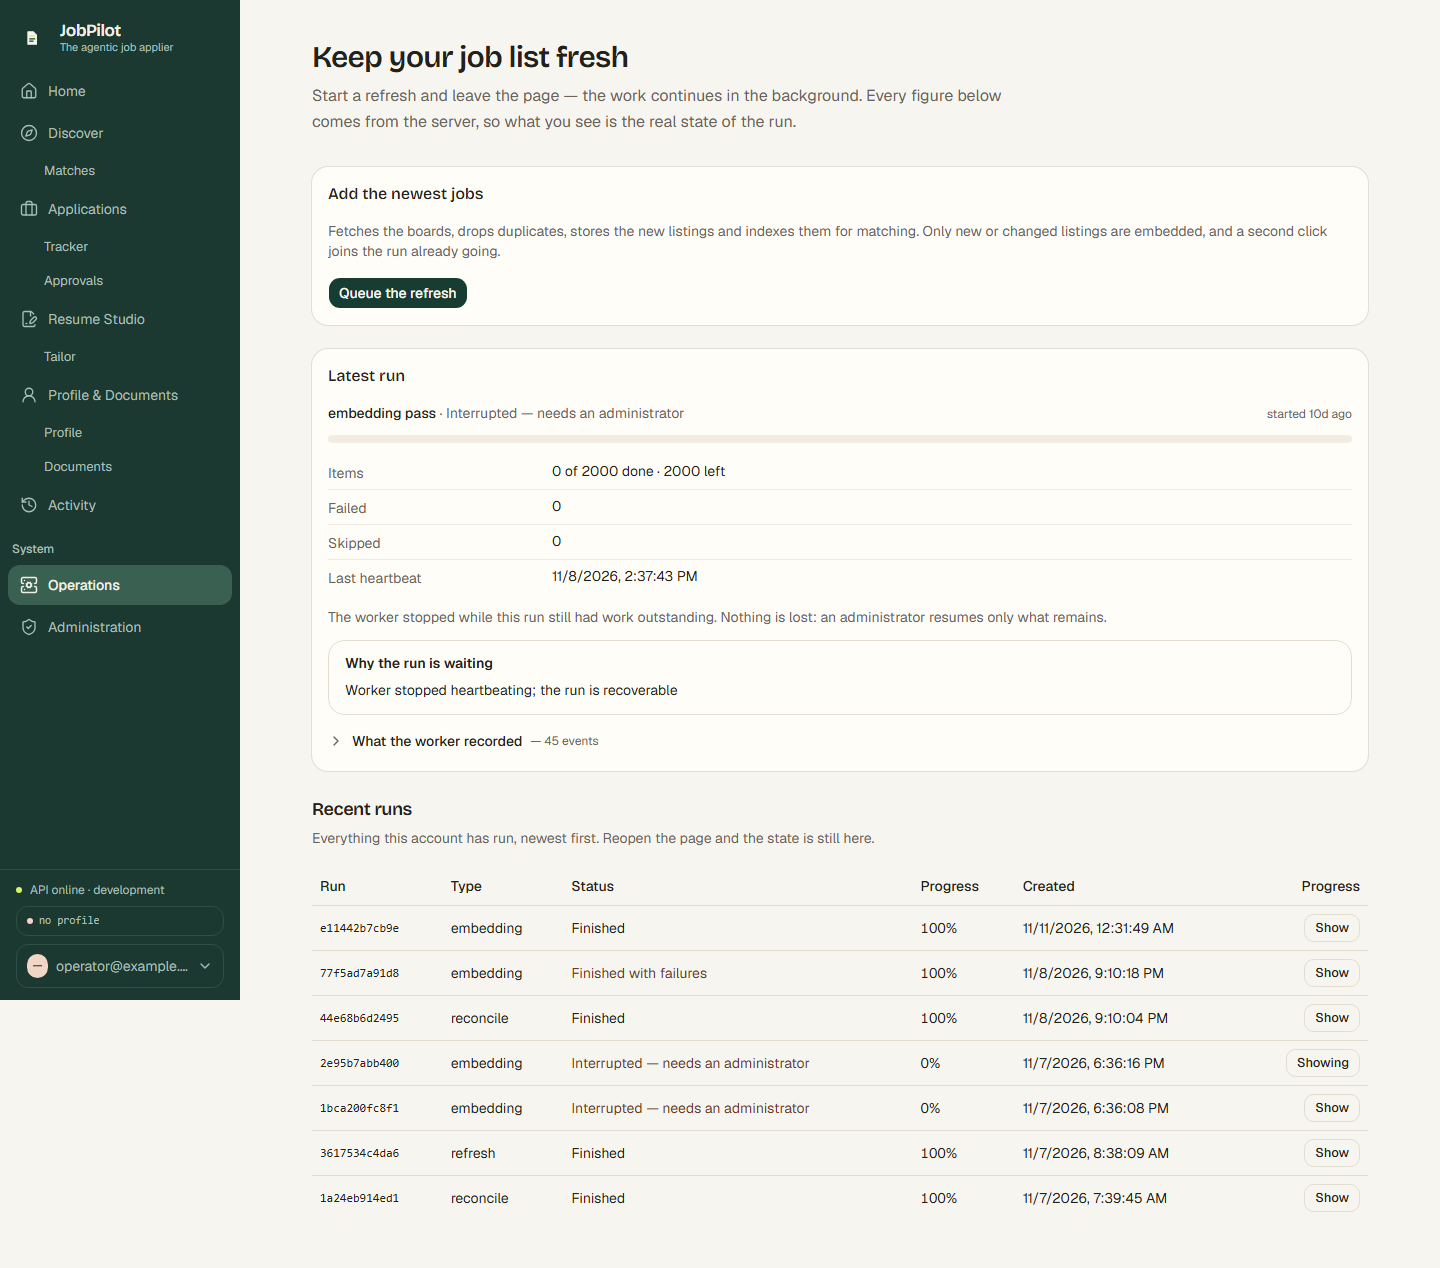 JobPilot
The agentic job applier
Home
Discover
Matches
Applications
Tracker
Approvals
Resume Studio
Tailor
Profile & Documents
Profile
Documents
Activity
System
Operations
Administration
API online · development
no profile
operator@example....
Keep your job list fresh
Start a refresh and leave the page — the work continues in the background. Every figure below
comes from the server, so what you see is the real state of the run.
Add the newest jobs
Fetches the boards, drops duplicates, stores the new listings and indexes them for matching. Only new or changed listings are embedded, and a second click
joins the run already going.
Queue the refresh
Latest run
embedding pass · Interrupted — needs an administrator started 10d ago
Items 0 of 2000 done · 2000 left
Failed 0
Skipped 0
Last heartbeat 11/8/2026, 2:37:43 PM
The worker stopped while this run still had work outstanding. Nothing is lost: an administrator resumes only what remains.
Why the run is waiting
Worker stopped heartbeating; the run is recoverable
What the worker recorded — 45 events
Recent runs
Everything this account has run, newest first. Reopen the page and the state is still here.
Run Type Status Progress Created Progress
e11442b7cb9e embedding Finished 100% 11/11/2026, 12:31:49 AM Show
77f5ad7a91d8 embedding Finished with failures 100% 11/8/2026, 9:10:18 PM Show
44e68b6d2495 reconcile Finished 100% 11/8/2026, 9:10:04 PM Show
2e95b7abb400 embedding Interrupted — needs an administrator 0% 11/7/2026, 6:36:16 PM Showing
1bca200fc8f1 embedding Interrupted — needs an administrator 0% 11/7/2026, 6:36:08 PM Show
3617534c4da6 refresh Finished 100% 11/7/2026, 8:38:09 AM Show
1a24eb914ed1 reconcile Finished 100% 11/7/2026, 7:39:45 AM Show